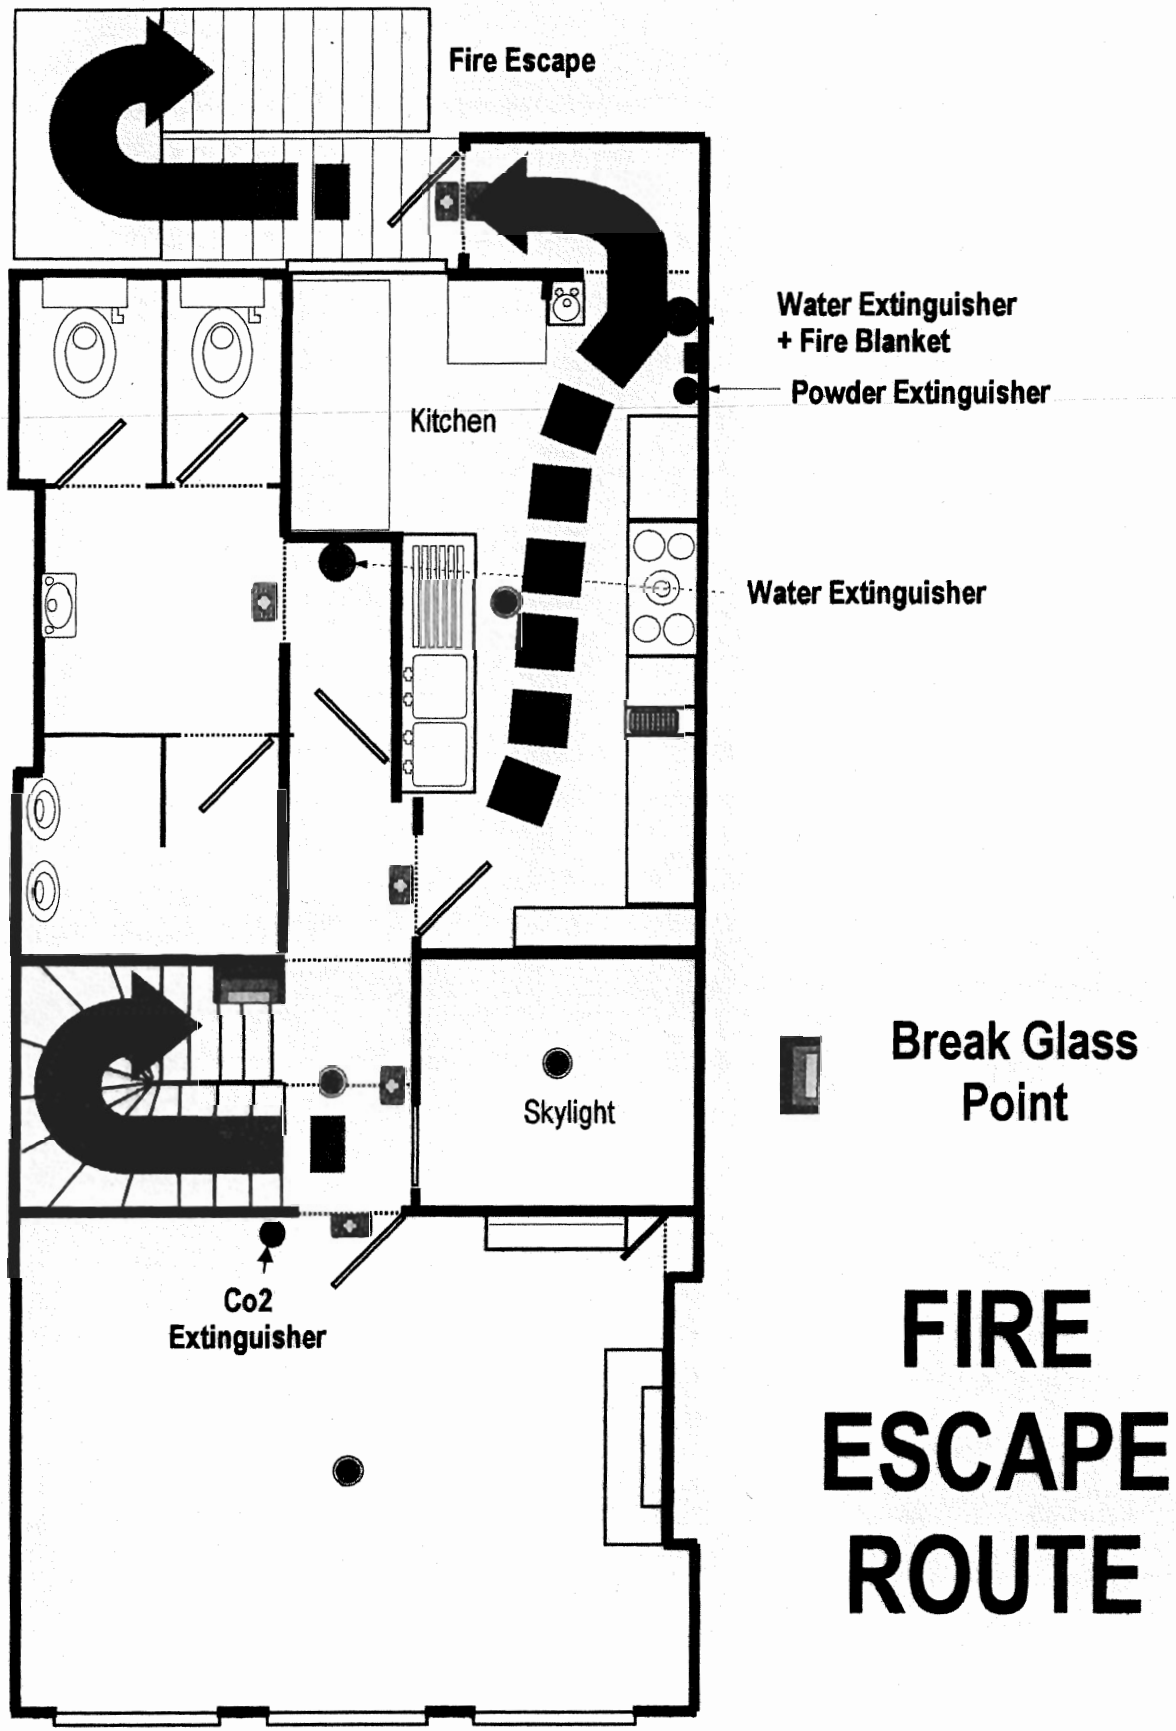 Fire Escape
Water Extinguisher
+ Fire Blanket
Powder Extinguisher
Kitchen
Water Extinguisher
Break Glass
Point
Skylight
Co2
Extinguisher
FIRE
ESCAPE
ROUTE